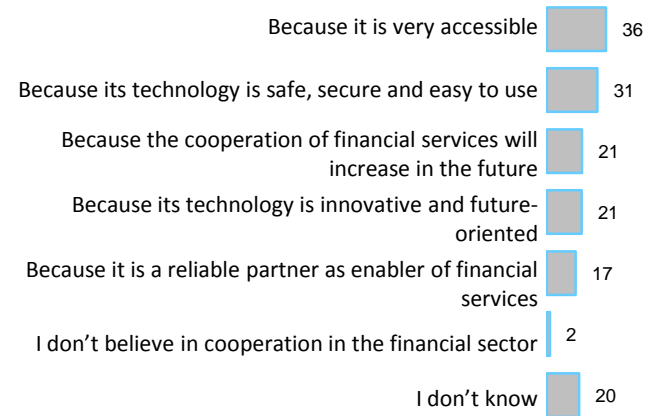 Because it is very accessible 36
Because its technology is safe, secure and easy to use 31
Because the cooperation of financial services will
increase in the future 21
Because its technology is innovative and future-
oriented 21
Because it is a reliable partner as enabler of financial
services 17
I don’t believe in cooperation in the financial sector 2
I don’t know 20